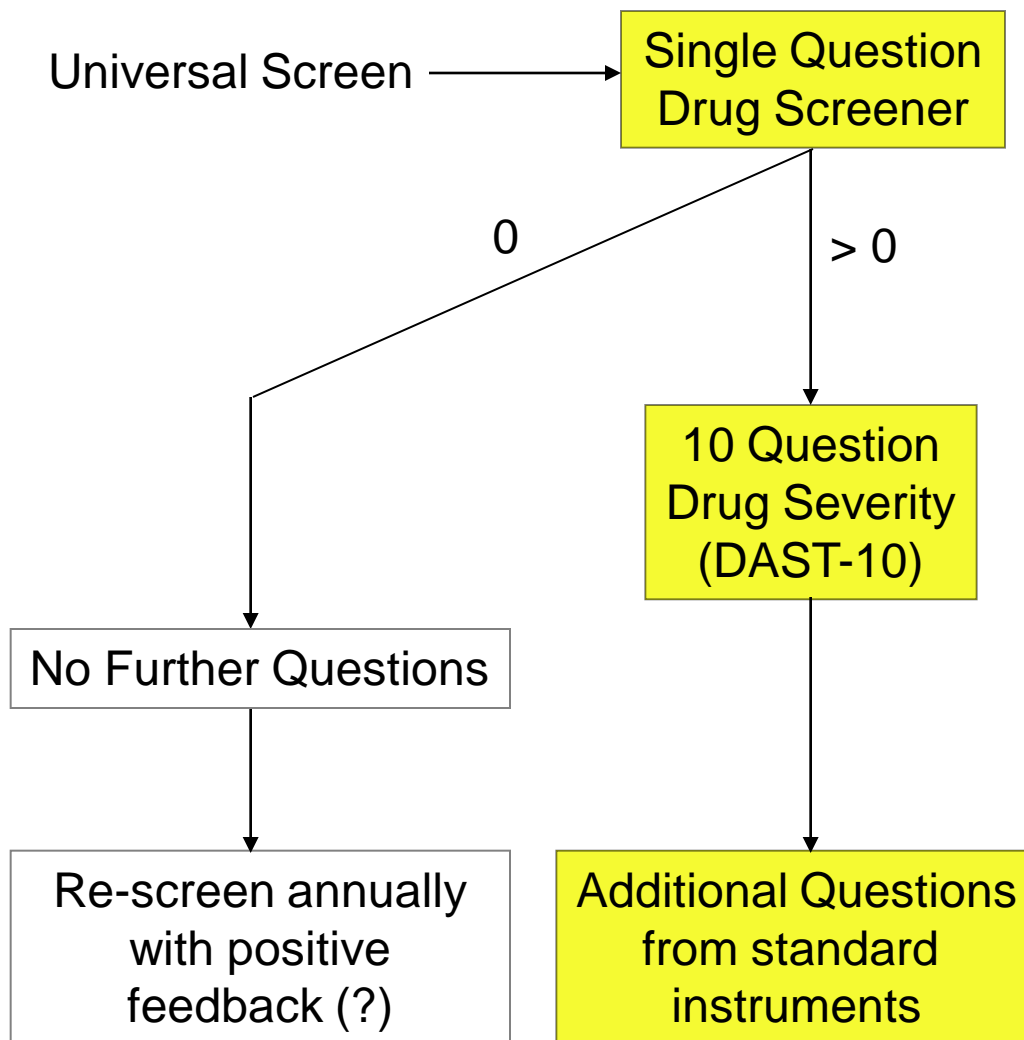 Universal Screen
Single Question
Drug Screener
0
> 0
10 Question
Drug Severity
(DAST-10)
No Further Questions
Re-screen annually
with positive
feedback (?)
Additional Questions
from standard
instruments